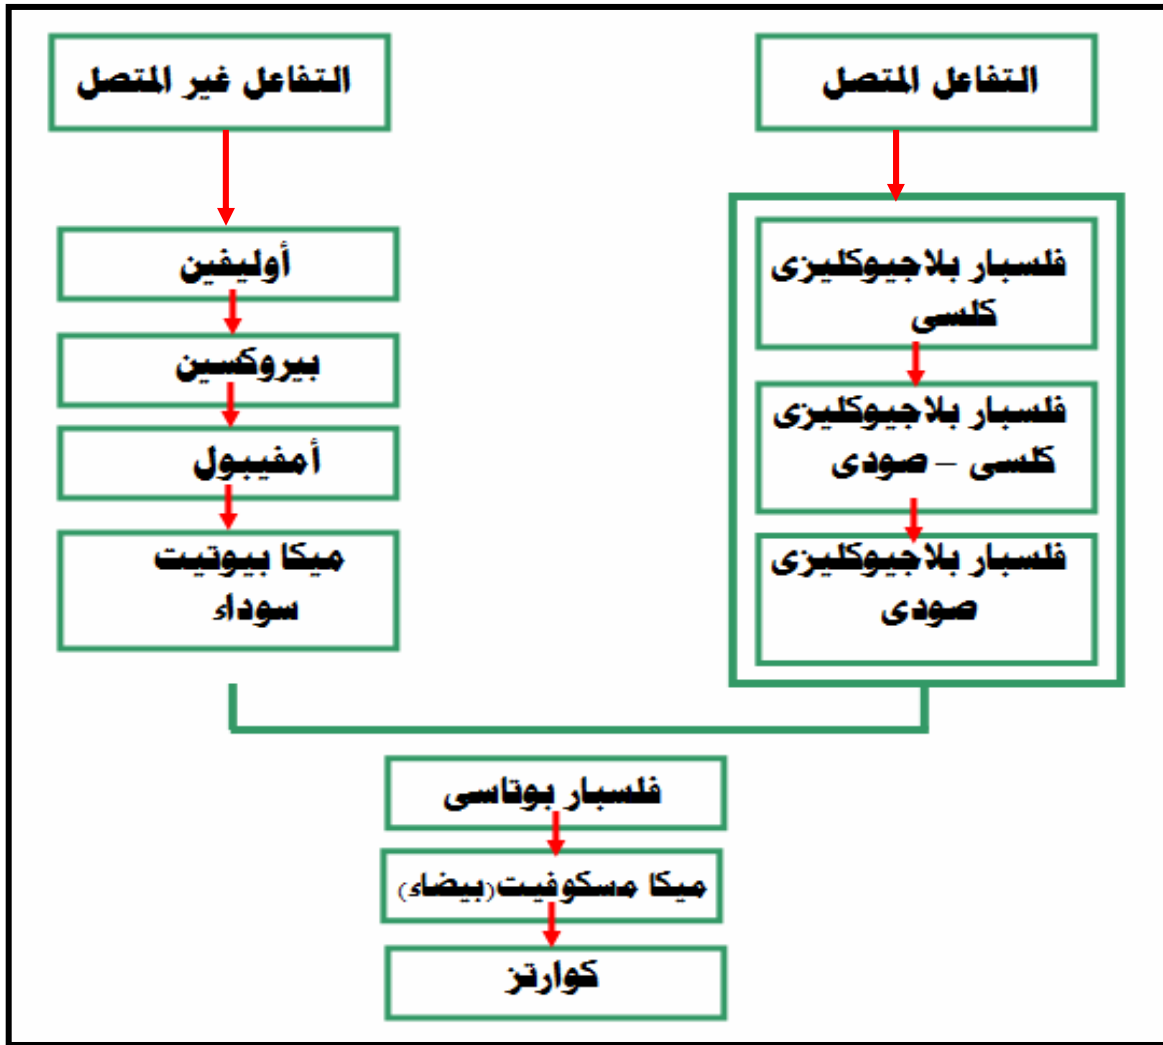 التفاعل المتصل
فلسبار بلاجيوكليزى
كلسى
فلسبار بلاجيوكليزى
كلسى – صودى
فلسبار بلاجيوكليزى
صودى
التفاعل غير المتصل
أوليفين
بيروكسين
أمفيبول
ميكا بيوتيت
سوداء
فلسبار بوتاسى
ميكا مسكوفيت(بيضاء)
كوارتز